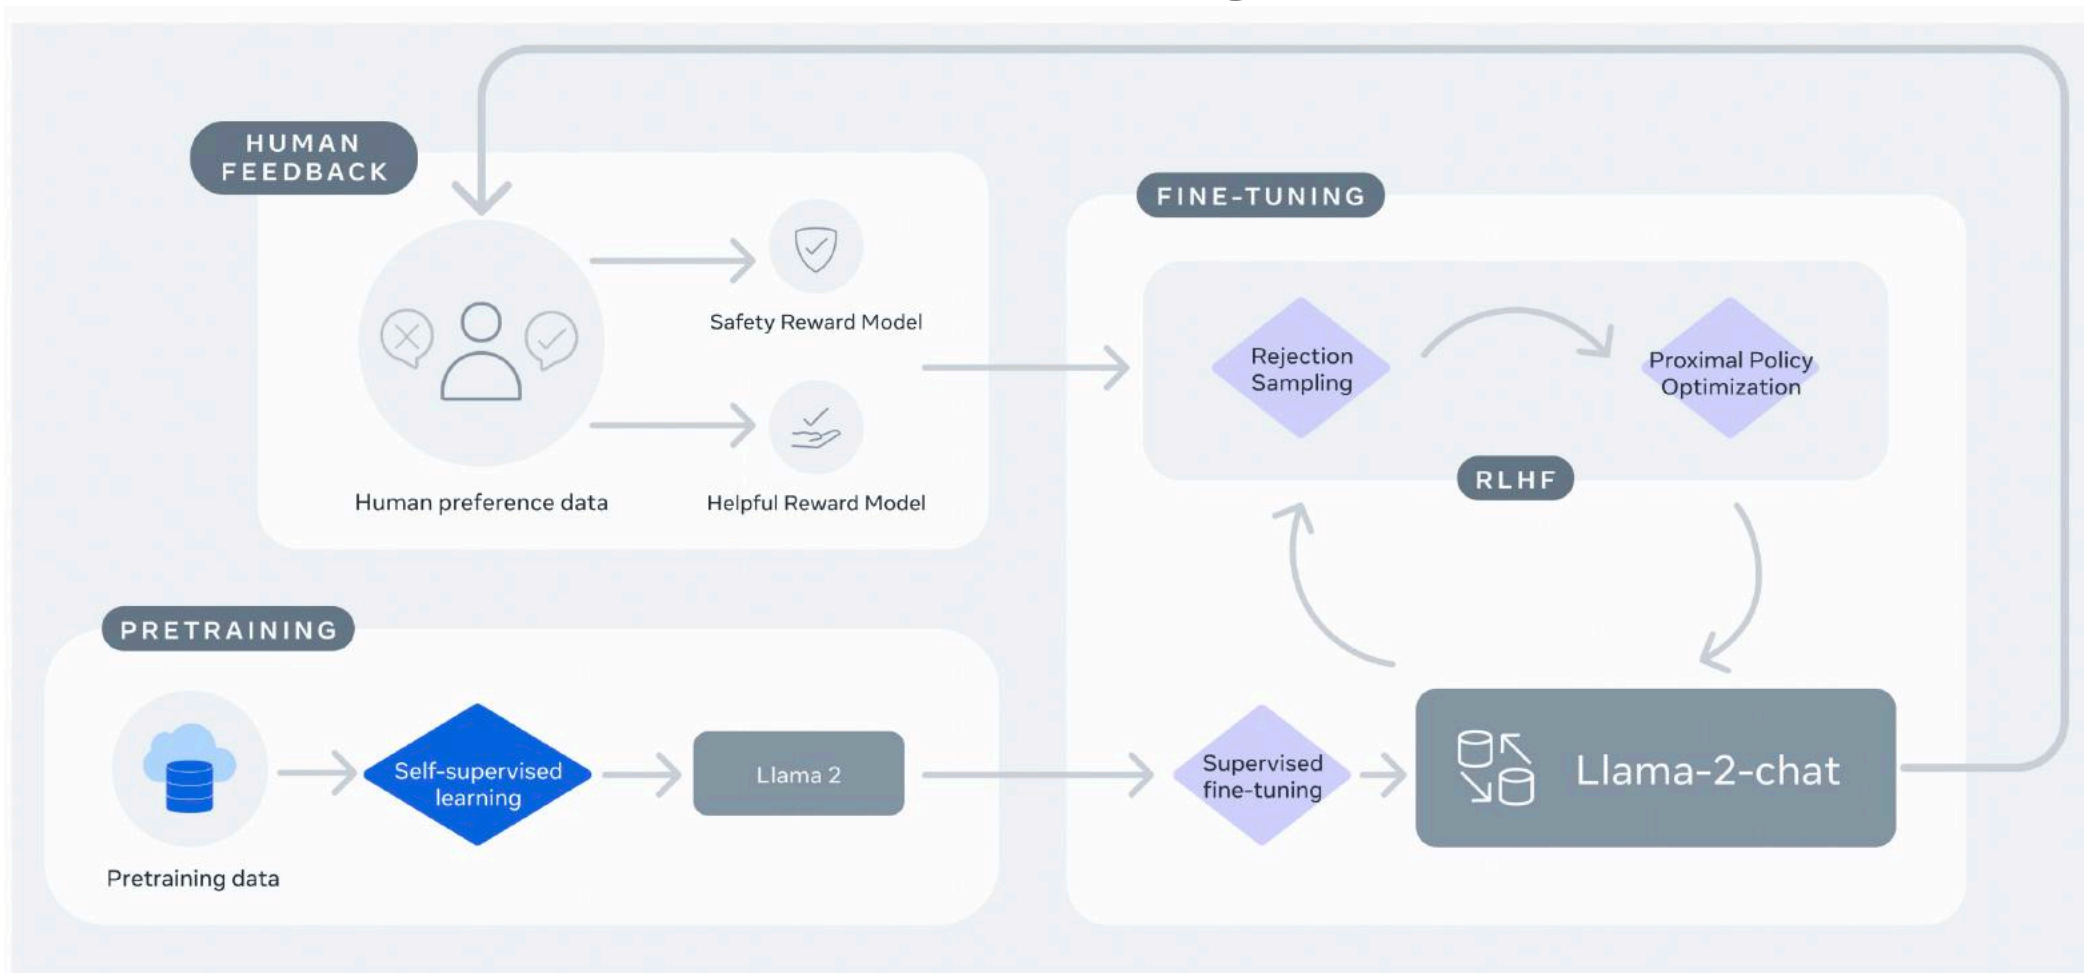 HUMAN
FEEDBACK
Safety Reward Model
Human preference data
Helpful Reward Model
FINE-TUNING
Rejection
Sampling
Proximal Policy
Optimization
RLHF
PRETRAINING
Pretraining data
Self-supervised
learning
Llama 2
Supervised
fine-tuning
Llama-2-chat